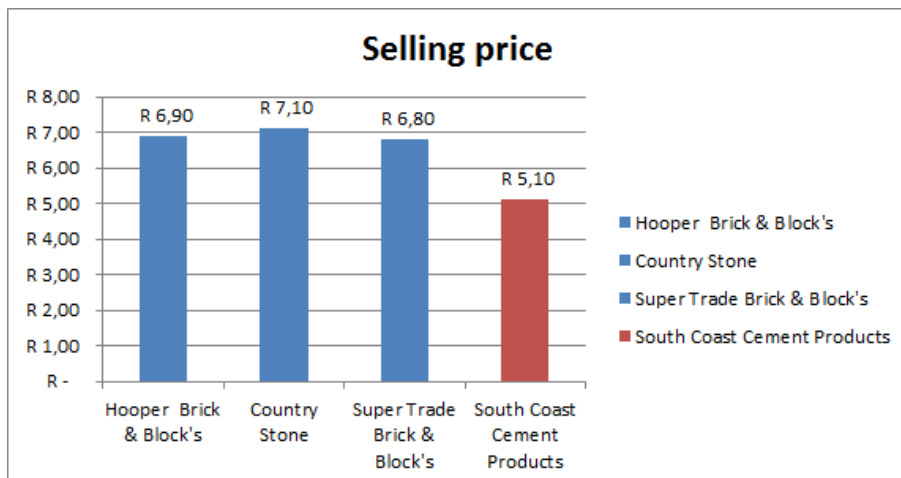 Selling price
R 8,00
R 7,00
R 6,00
R 5,00
R 4,00
R 3,00
R 2,00
R 1,00
R -
R 6,90
R 7,10
R 6,80
R 5,10
Hooper Brick
& Block's
Country
Stone
Super Trade
Brick &
Block's
South Coast
Cement
Products
Hooper Brick & Block's
Country Stone
Super Trade Brick & Block's
South Coast Cement Products